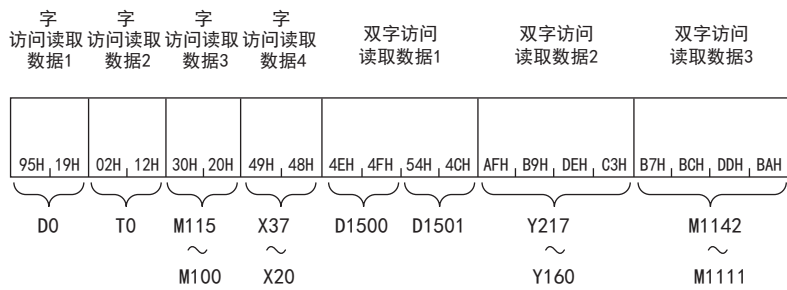 字
访问读取
数据1
字
访问读取
数据2
字
访问读取
数据3
字
访问读取
数据4
双字访问
读取数据1
双字访问
读取数据2
双字访问
读取数据3
95H 19H 02H 12H 30H 20H 49H 48H 4EH 4FH 54H 4CH AFH B9H DEH C3H B7H BCH DDH BAH
D0 T0 M115 X37 D1500 D1501 Y217 M1142
～ ～ ～ ～
M100 X20 Y160 M1111